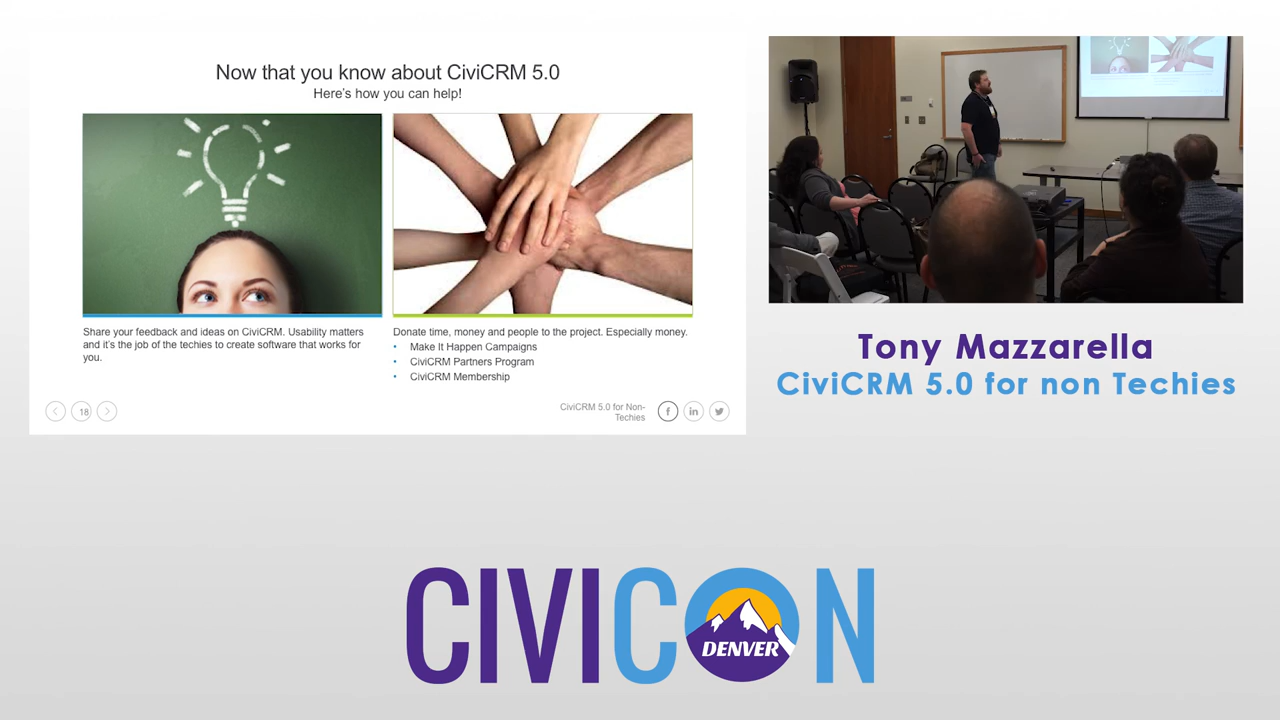 Now that you know about CiviCRM 5.0
Here's how you can help!
Share your feedback and ideas on CiviCRM. Usability matters
and it's the job of the techies to create software that works for
you.
Donate time, money and people to the project. Especially money.
• Make It Happen Campaigns
• CiviCRM Partners Program
• CiviCRM Membership
18
CiviCRM 5.0 for Non-
Techies
Tony Mazzarella
CiviCRM 5.0 for non Techies
CIVICON
DENVER